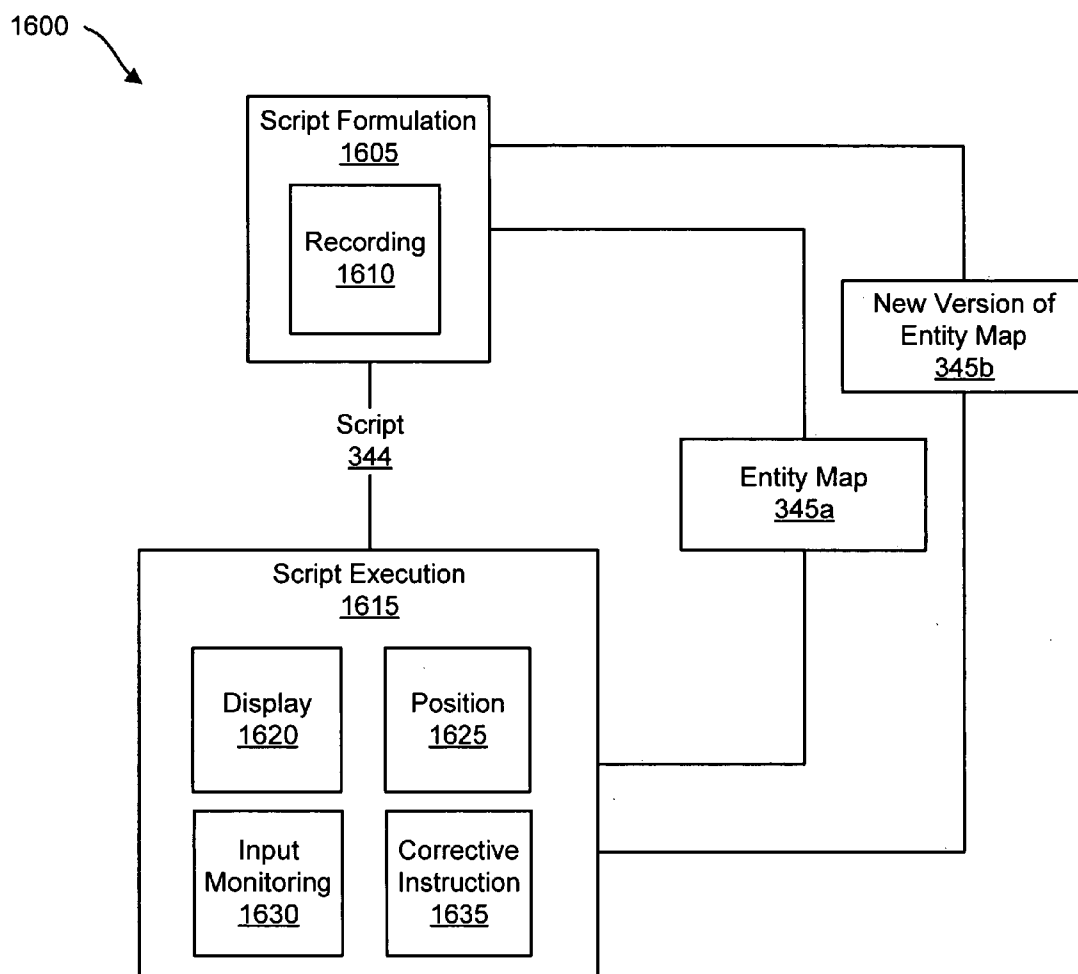 1600
Script Formulation
1605
Recording
1610
New Version of
Entity Map
345b
Script
344
Entity Map
345a
Script Execution
1615
Display
1620
Position
1625
Input
Monitoring
1630
Corrective
Instruction
1635